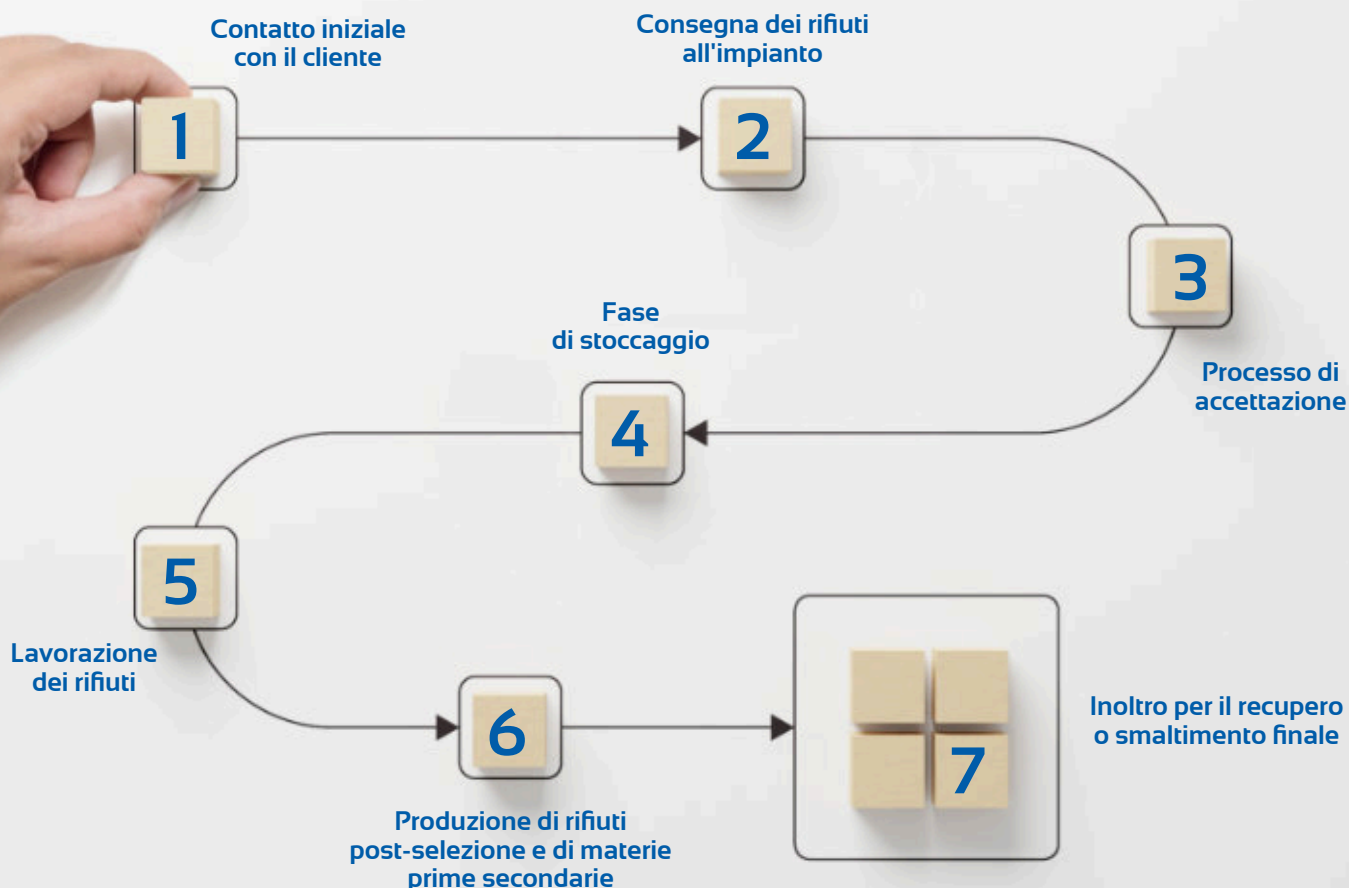 Contatto iniziale
con il cliente
1
Consegna dei rifiuti
all'impianto
2
3
Processo di
accettazione
Fase
di stoccaggio
4
5
Lavorazione
dei rifiuti
6
Produzione di rifiuti
post-selezione e di materie
prime secondarie
7
Inoltro per il recupero
o smaltimento finale